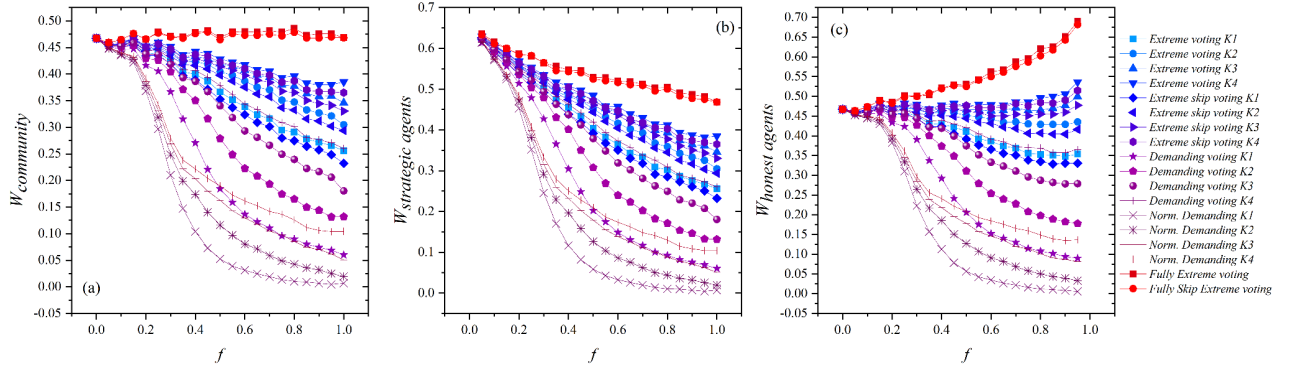 0.50
0.45
0.40
0.35
0.30
0.25
0.20
0.15
0.10
0.05
0.00
-0.05
W community
(a)
0.0 0.2 0.4 0.6 0.8 1.0
f
0.7
0.6
0.5
0.4
0.3
0.2
0.1
0.0
W strategic agents
(b)
0.0 0.2 0.4 0.6 0.8 1.0
f
0.70
0.65
0.60
0.55
0.50
0.45
0.40
0.35
0.30
0.25
0.20
0.15
0.10
0.05
0.00
-0.05
W honest agents
(c)
0.0 0.2 0.4 0.6 0.8 1.0
f
Extreme voting K1
Extreme voting K2
Extreme voting K3
Extreme voting K4
Extreme skip voting K1
Extreme skip voting K2
Extreme skip voting K3
Extreme skip voting K4
Demanding voting K1
Demanding voting K2
Demanding voting K3
Demanding voting K4
Norm. Demanding K1
Norm. Demanding K2
Norm. Demanding K3
Norm. Demanding K4
Fully Extreme voting
Fully Skip Extreme voting